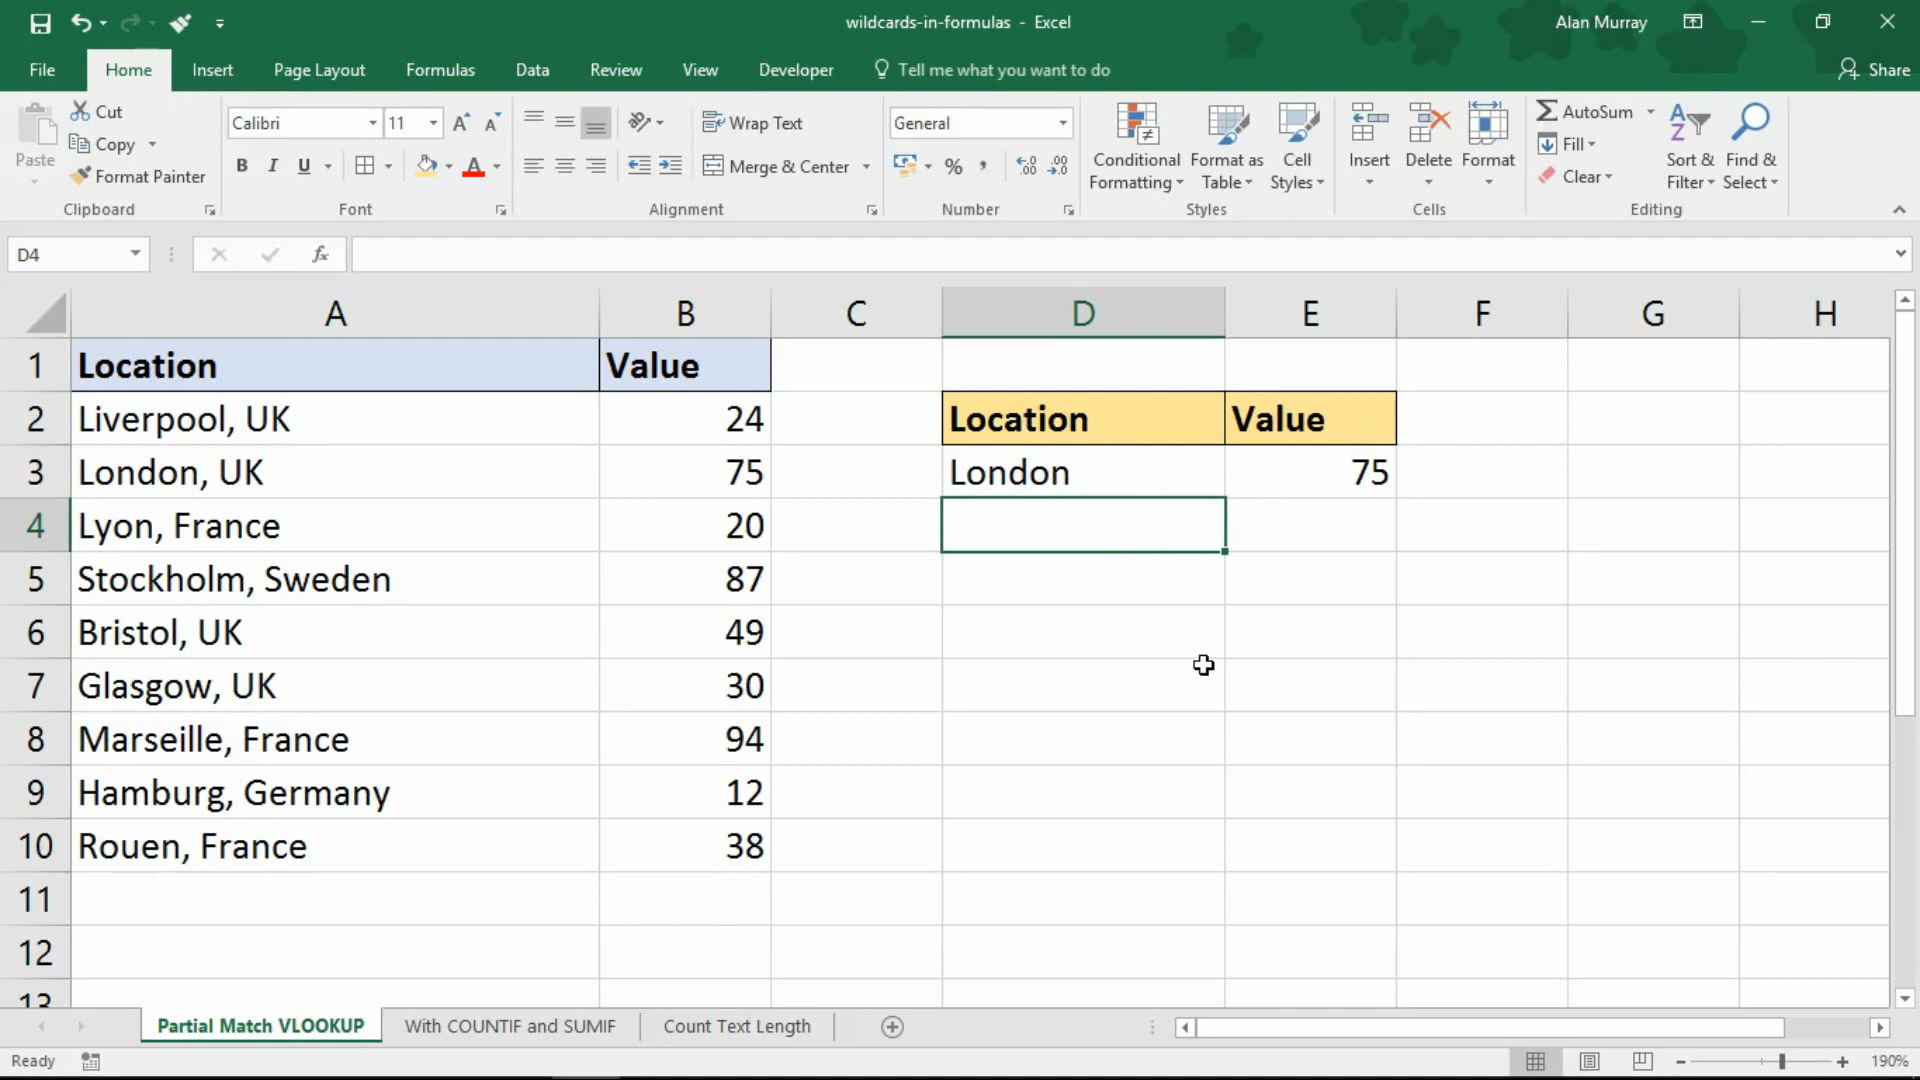 wildcards-in-formulas - Excel
Alan Murray
File Home Insert Page Layout Formulas Data Review View Developer Tell me what you want to do Share
Paste
Cut
Copy
Format Painter
Clipboard
Calibri 11
A A
B I U A
Font
Wrap Text
Merge & Center
Alignment
General
% , .00 .00
Number
Conditional Formatting
Format as Table
Cell Styles
Styles
Insert Delete Format
Cells
AutoSum
Fill
Clear
Sort & Filter
Find & Select
Editing
D4 fx
A B C D E F G H
1 Location Value
2 Liverpool, UK 24 Location Value
3 London, UK 75 London 75
4 Lyon, France 20
5 Stockholm, Sweden 87
6 Bristol, UK 49
7 Glasgow, UK 30
8 Marseille, France 94
9 Hamburg, Germany 12
10 Rouen, France 38
11
12
13
Partial Match VLOOKUP With COUNTIF and SUMIF Count Text Length
Ready 190%